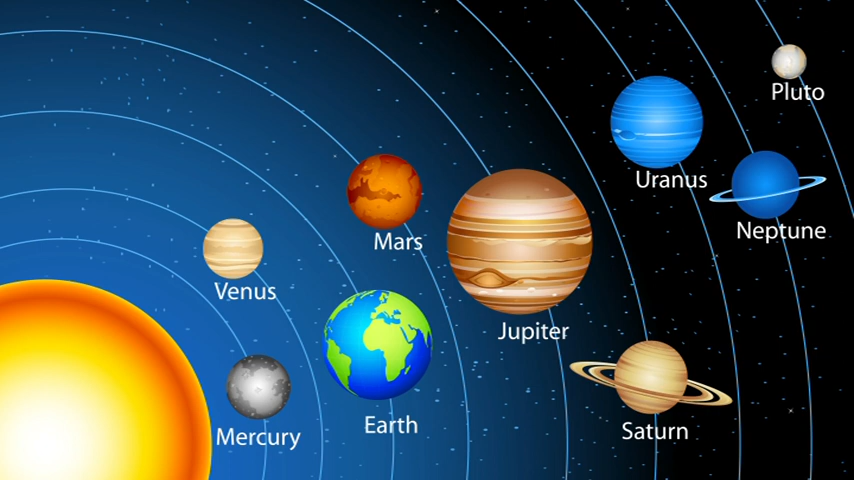 Pluto
Uranus
Neptune
Mars
Venus
Jupiter
Earth
Saturn
Mercury